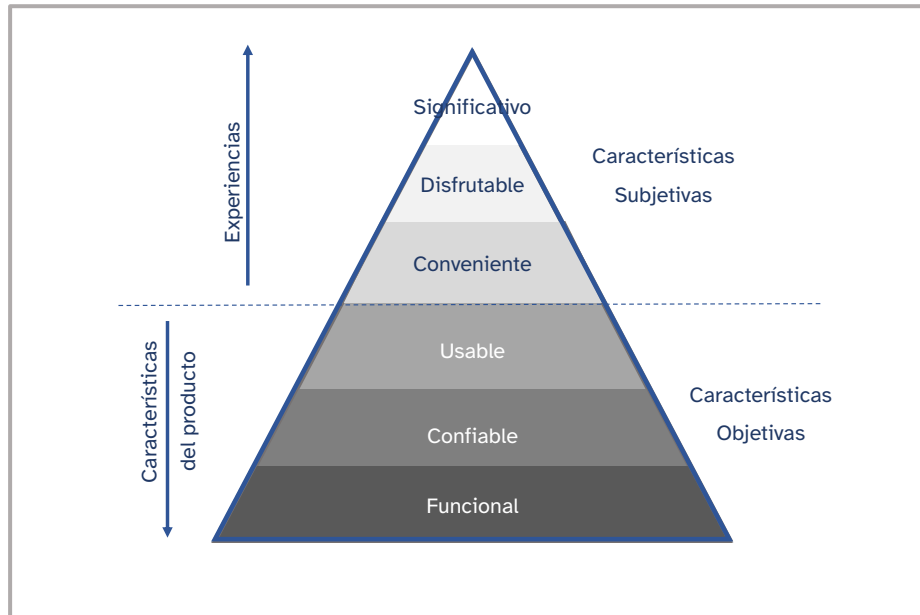 Significativo
Disfrutable
Conveniente
Usable
Confiable
Funcional
Experiencias
Características
del producto
Características
Subjetivas
Características
Objetivas